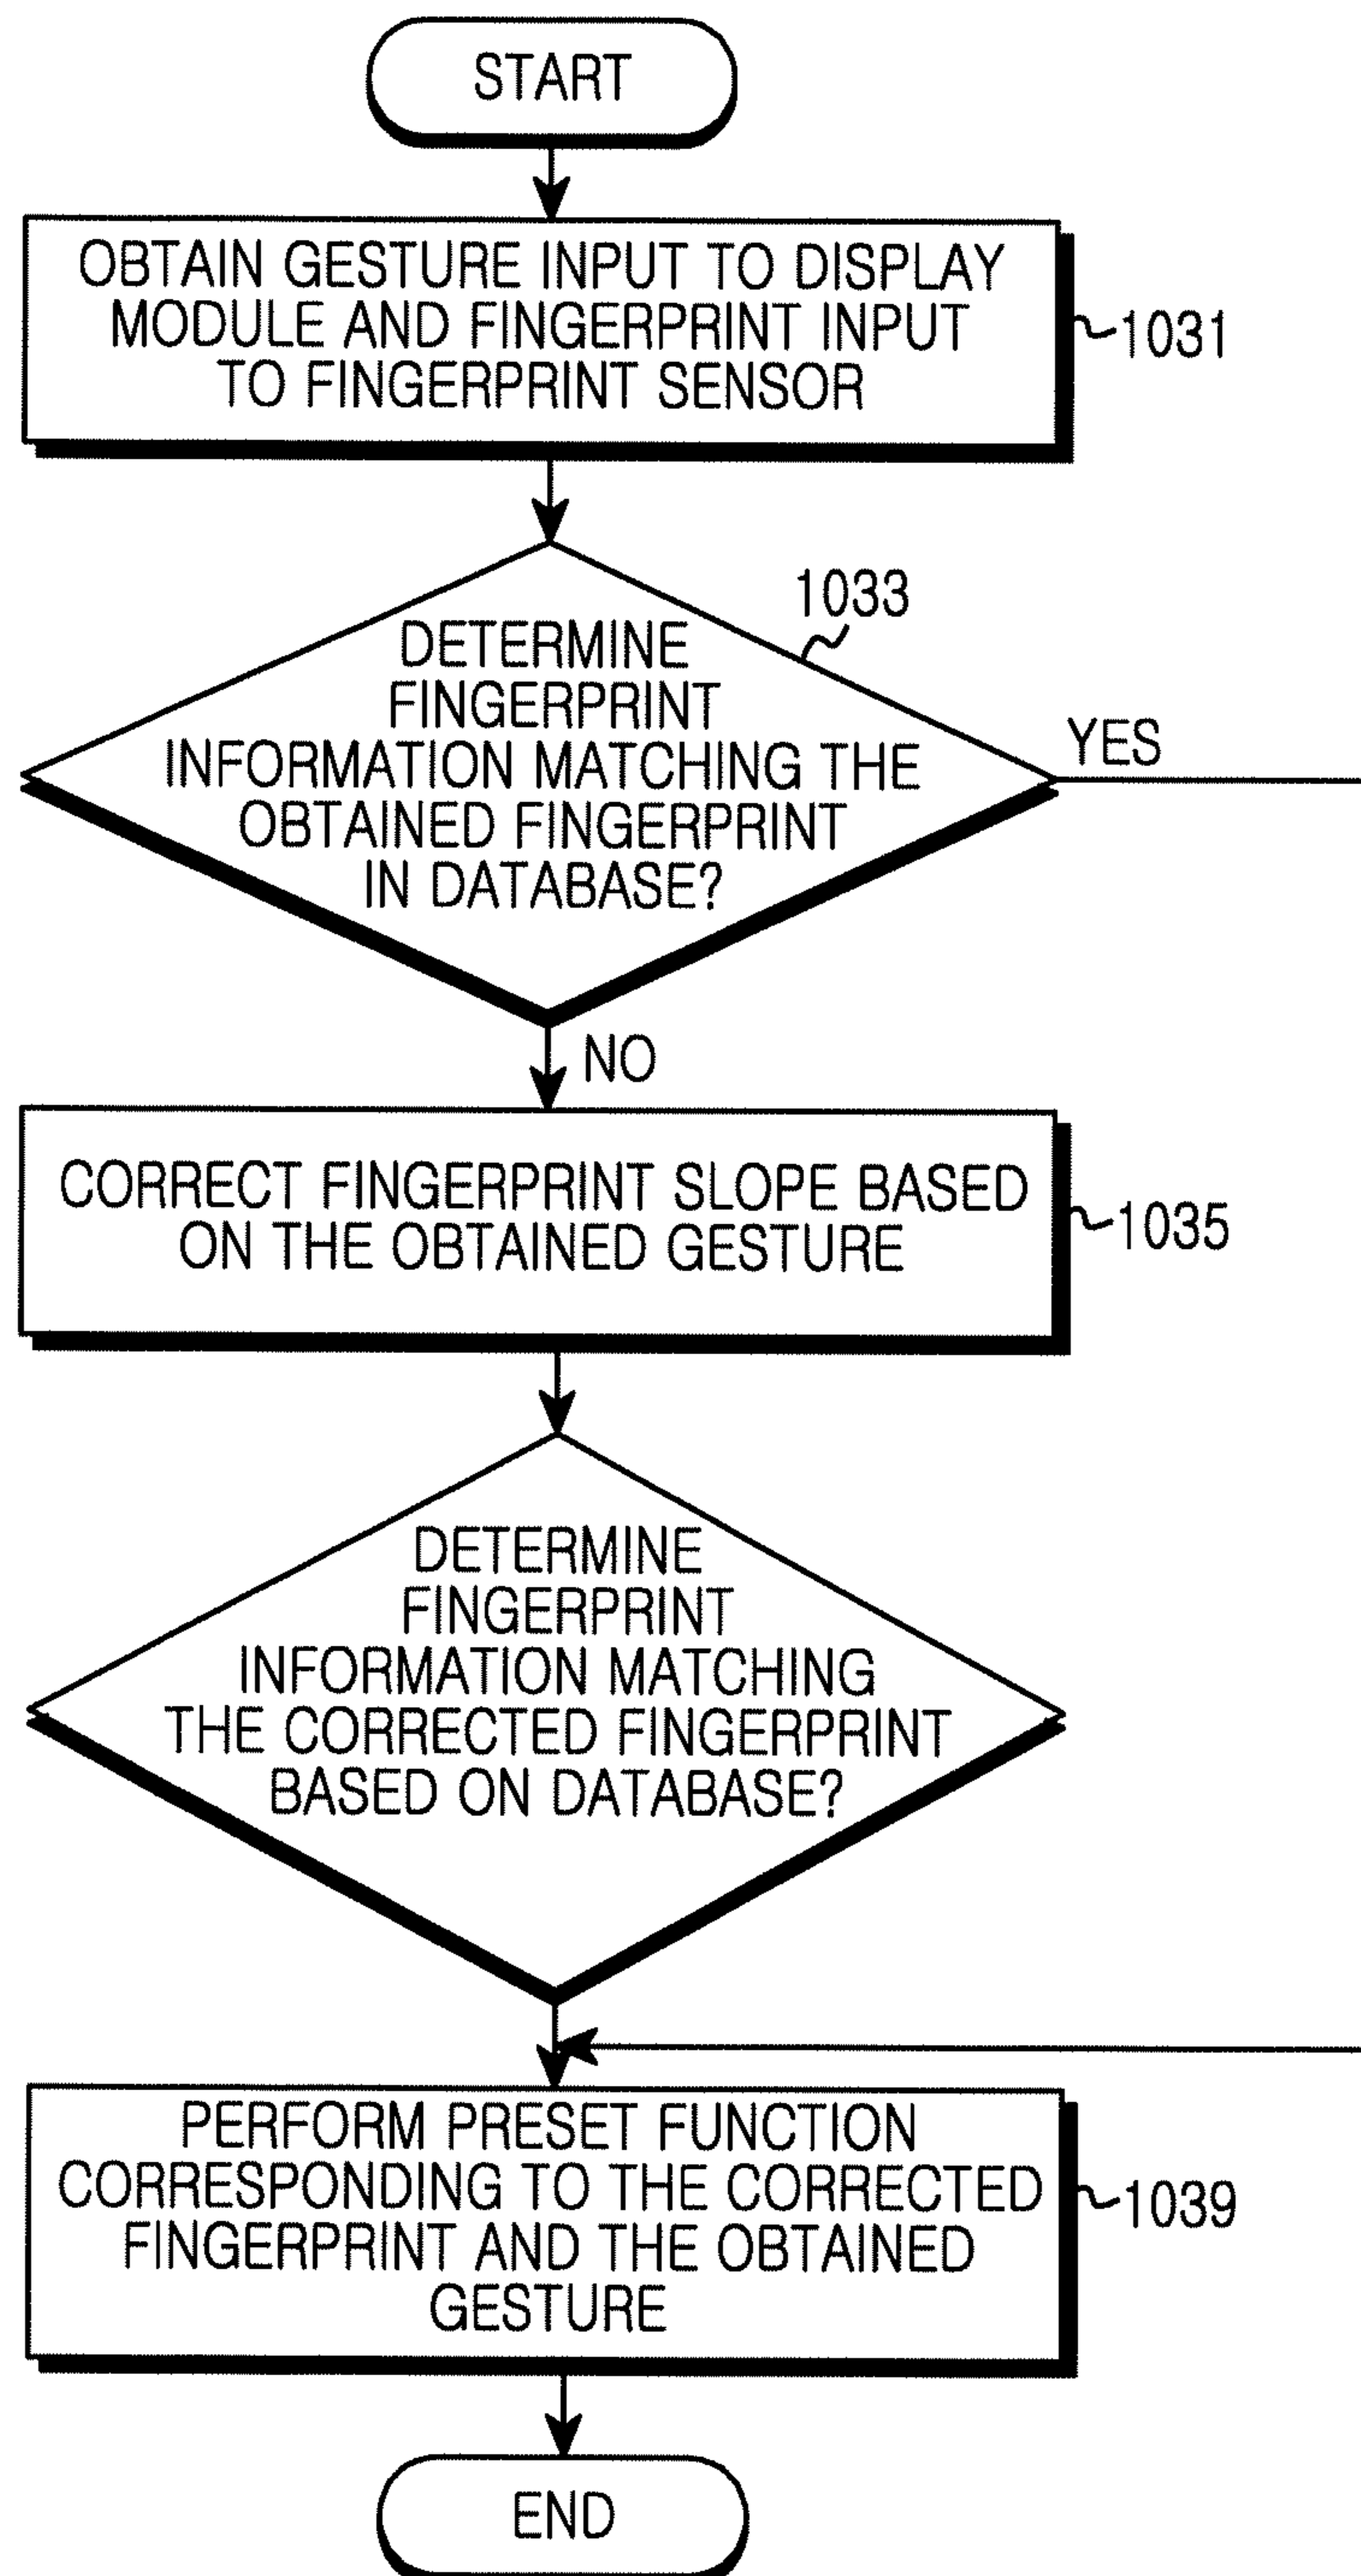 START
OBTAIN GESTURE INPUT TO DISPLAY
MODULE AND FINGERPRINT INPUT
TO FINGERPRINT SENSOR
1031
1033
DETERMINE
FINGERPRINT
INFORMATION MATCHING THE
OBTAINED FINGERPRINT
IN DATABASE?
YES
NO
CORRECT FINGERPRINT SLOPE BASED
ON THE OBTAINED GESTURE
1035
DETERMINE
FINGERPRINT
INFORMATION MATCHING
THE CORRECTED FINGERPRINT
BASED ON DATABASE?
PERFORM PRESET FUNCTION
CORRESPONDING TO THE CORRECTED
FINGERPRINT AND THE OBTAINED
GESTURE
1039
END